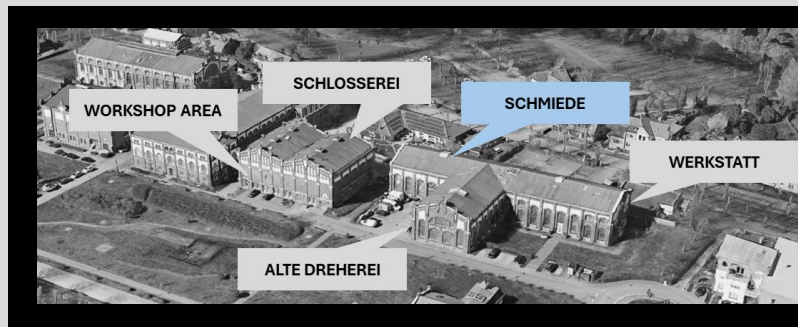 SCHLOSSEREI
WORKSHOP AREA
SCHMIEDE
WERKSTATT
ALTE DREHEREI